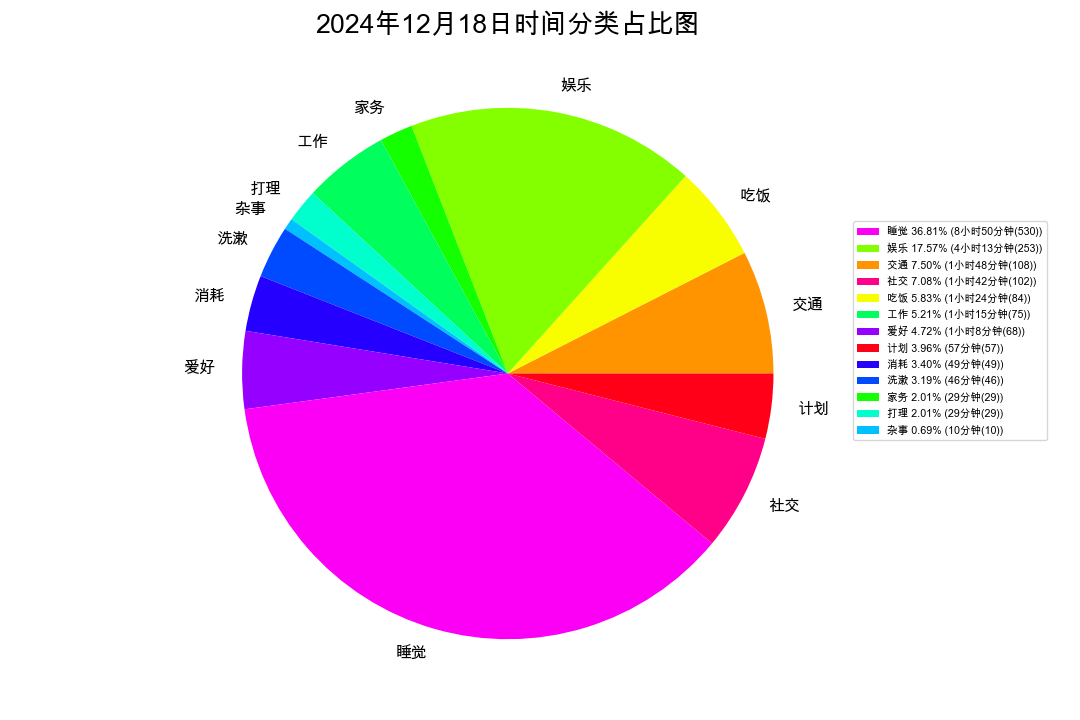 2024年12月18日时间分类占比图
娱乐
家务
工作
打理
杂事
洗漱
消耗
爱好
睡觉
吃饭
交通
计划
社交
睡觉 36.81% (8小时50分钟(530))
娱乐 17.57% (4小时13分钟(253))
交通 7.50% (1小时48分钟(108))
社交 7.08% (1小时42分钟(102))
吃饭 5.83% (1小时24分钟(84))
工作 5.21% (1小时15分钟(75))
爱好 4.72% (1小时8分钟(68))
计划 3.96% (57分钟(57))
消耗 3.40% (49分钟(49))
洗漱 3.19% (46分钟(46))
家务 2.01% (29分钟(29))
打理 2.01% (29分钟(29))
杂事 0.69% (10分钟(10))